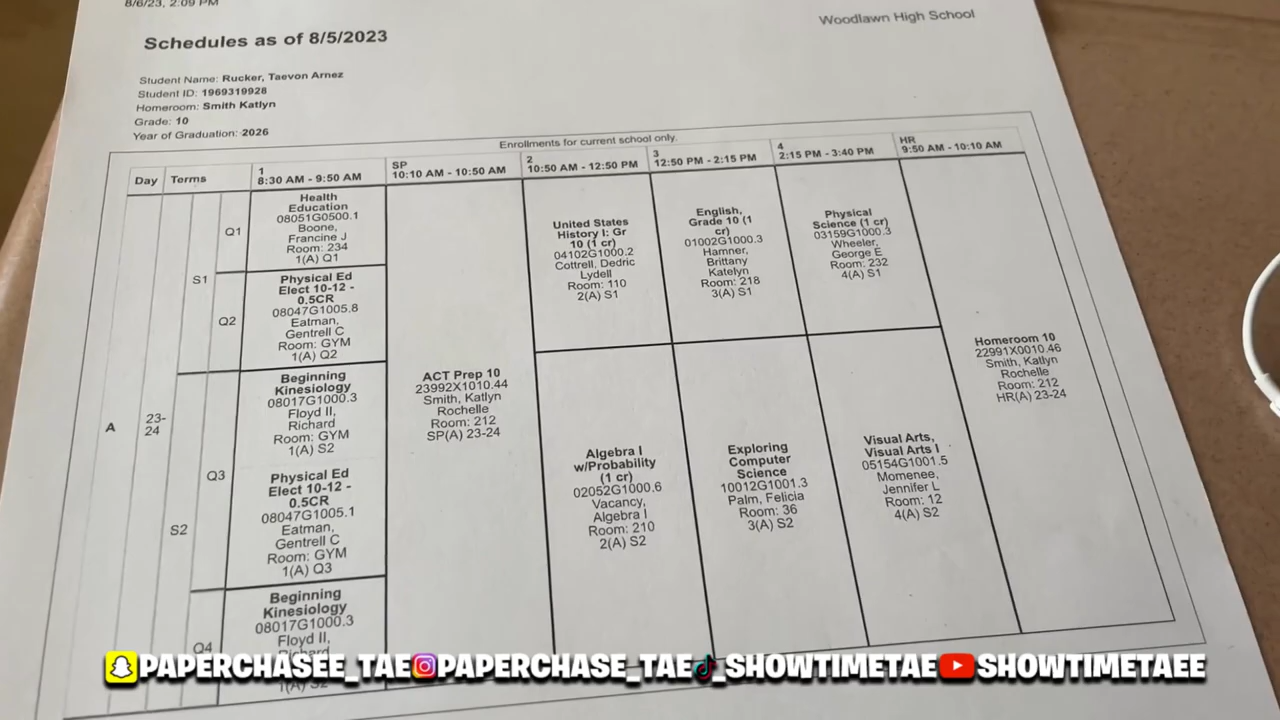 8/6/23, 2:09 PM
Woodlawn High School
Schedules as of 8/5/2023
Student Name: Rucker, Taevon Arnez
Student ID: 1969319928
Homeroom: Smith Katlyn
Grade: 10
Year of Graduation: 2026
Enrollments for current school only.
Day
Terms
1
8:30 AM - 9:50 AM
SP
10:10 AM - 10:50 AM
2
10:50 AM - 12:50 PM
3
12:50 PM - 2:15 PM
4
2:15 PM - 3:40 PM
HR
9:50 AM - 10:10 AM
A
23-
24
S1
Q1
Health
Education
08051G0500.1
Boone,
Francine J
Room: 234
1(A) Q1
Q2
Physical Ed
Elect 10-12 -
0.5CR
08047G1005.8
Eatman,
Gentrell C
Room: GYM
1(A) Q2
S2
Q3
Beginning
Kinesiology
08017G1000.3
Floyd II,
Richard
Room: GYM
1(A) S2
Physical Ed
Elect 10-12 -
0.5CR
08047G1005.1
Eatman,
Gentrell C
Room: GYM
1(A) Q3
Q4
Beginning
Kinesiology
08017G1000.3
Floyd II,
Richard
1(A) S2
ACT Prep 10
23992X1010.44
Smith, Katlyn
Rochelle
Room: 212
SP(A) 23-24
United States
History I: Gr
10 (1 cr)
04102G1000.2
Cottrell, Dedric
Lydell
Room: 110
2(A) S1
Algebra I
w/Probability
(1 cr)
02052G1000.6
Vacancy,
Algebra I
Room: 210
2(A) S2
English,
Grade 10 (1
cr)
01002G1000.3
Hamner,
Brittany
Katelyn
Room: 218
3(A) S1
Exploring
Computer
Science
10012G1001.3
Palm, Felicia
Room: 36
3(A) S2
Physical
Science (1 cr)
03159G1000.3
Wheeler,
George E
Room: 232
4(A) S1
Visual Arts,
Visual Arts I
05154G1001.5
Momenee,
Jennifer L
Room: 12
4(A) S2
Homeroom 10
22991X0010.46
Smith, Katlyn
Rochelle
Room: 212
HR(A) 23-24
PAPERCHASEE_TAE PAPERCHASE_TAE _SHOWTIMETAE SHOWTIMETAEE